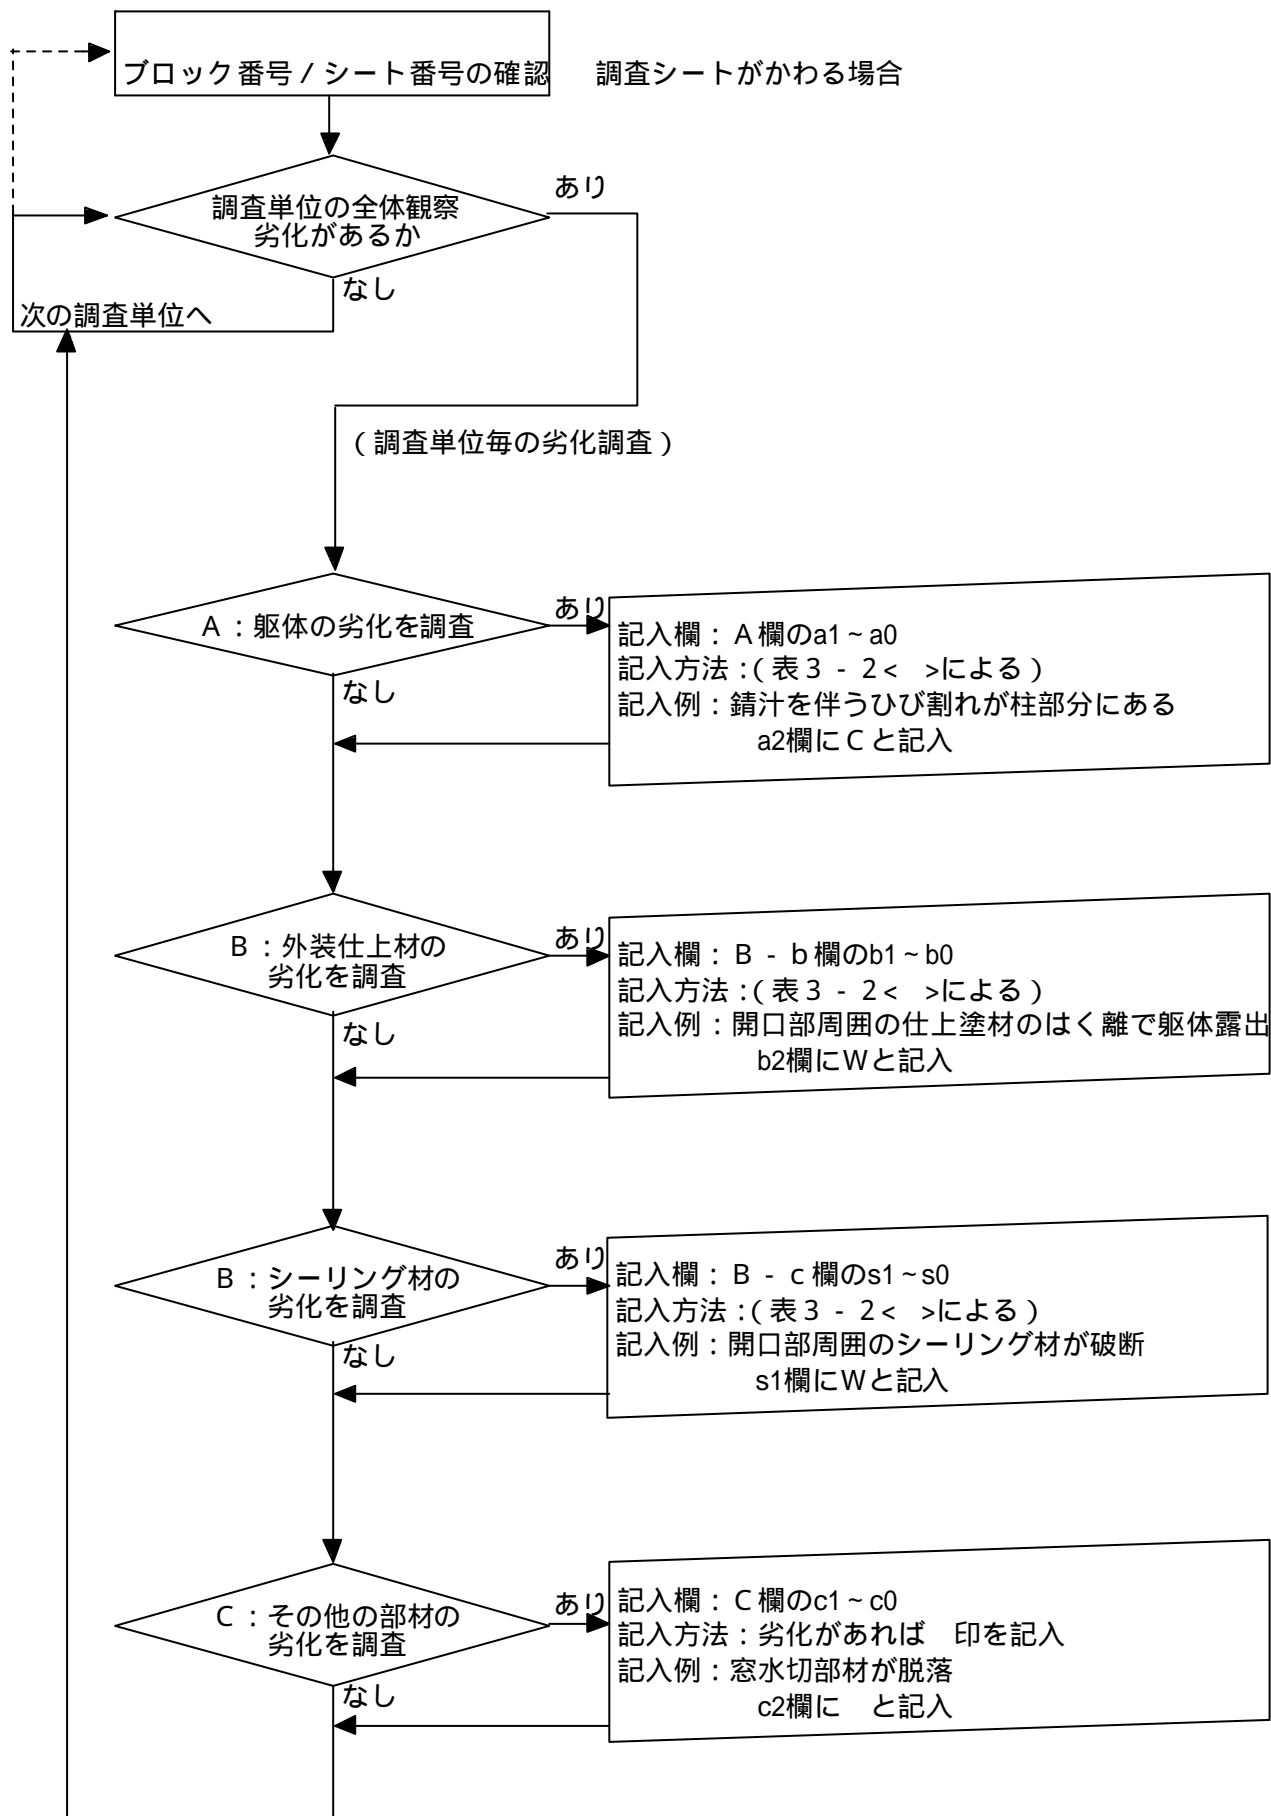 ブロック番号 / シート番号の確認　調査シートがかわる場合
調査単位の全体観察
劣化があるか
あり
なし
次の調査単位へ
( 調査単位毎の劣化調査 )
A : 躯体の劣化を調査
あり
なし
記入欄 : A 欄のa1 ~ a0
記入方法 : ( 表 3 - 2 <　>による )
記入例 : 錆汁を伴うひび割れが柱部分にある
a2欄に C と記入
B : 外装仕上材の
劣化を調査
あり
なし
記入欄 : B - b 欄のb1 ~ b0
記入方法 : ( 表 3 - 2 <　>による )
記入例 : 開口部周囲の仕上塗材のはく離で躯体露出
b2欄にWと記入
B : シーリング材の
劣化を調査
あり
なし
記入欄 : B - c 欄のs1 ~ s0
記入方法 : ( 表 3 - 2 <　>による )
記入例 : 開口部周囲のシーリング材が破断
s1欄にWと記入
C : その他の部材の
劣化を調査
あり
なし
記入欄 : C 欄のc1 ~ c0
記入方法 : 劣化があれば　印を記入
記入例 : 窓水切部材が脱落
c2欄に　と記入